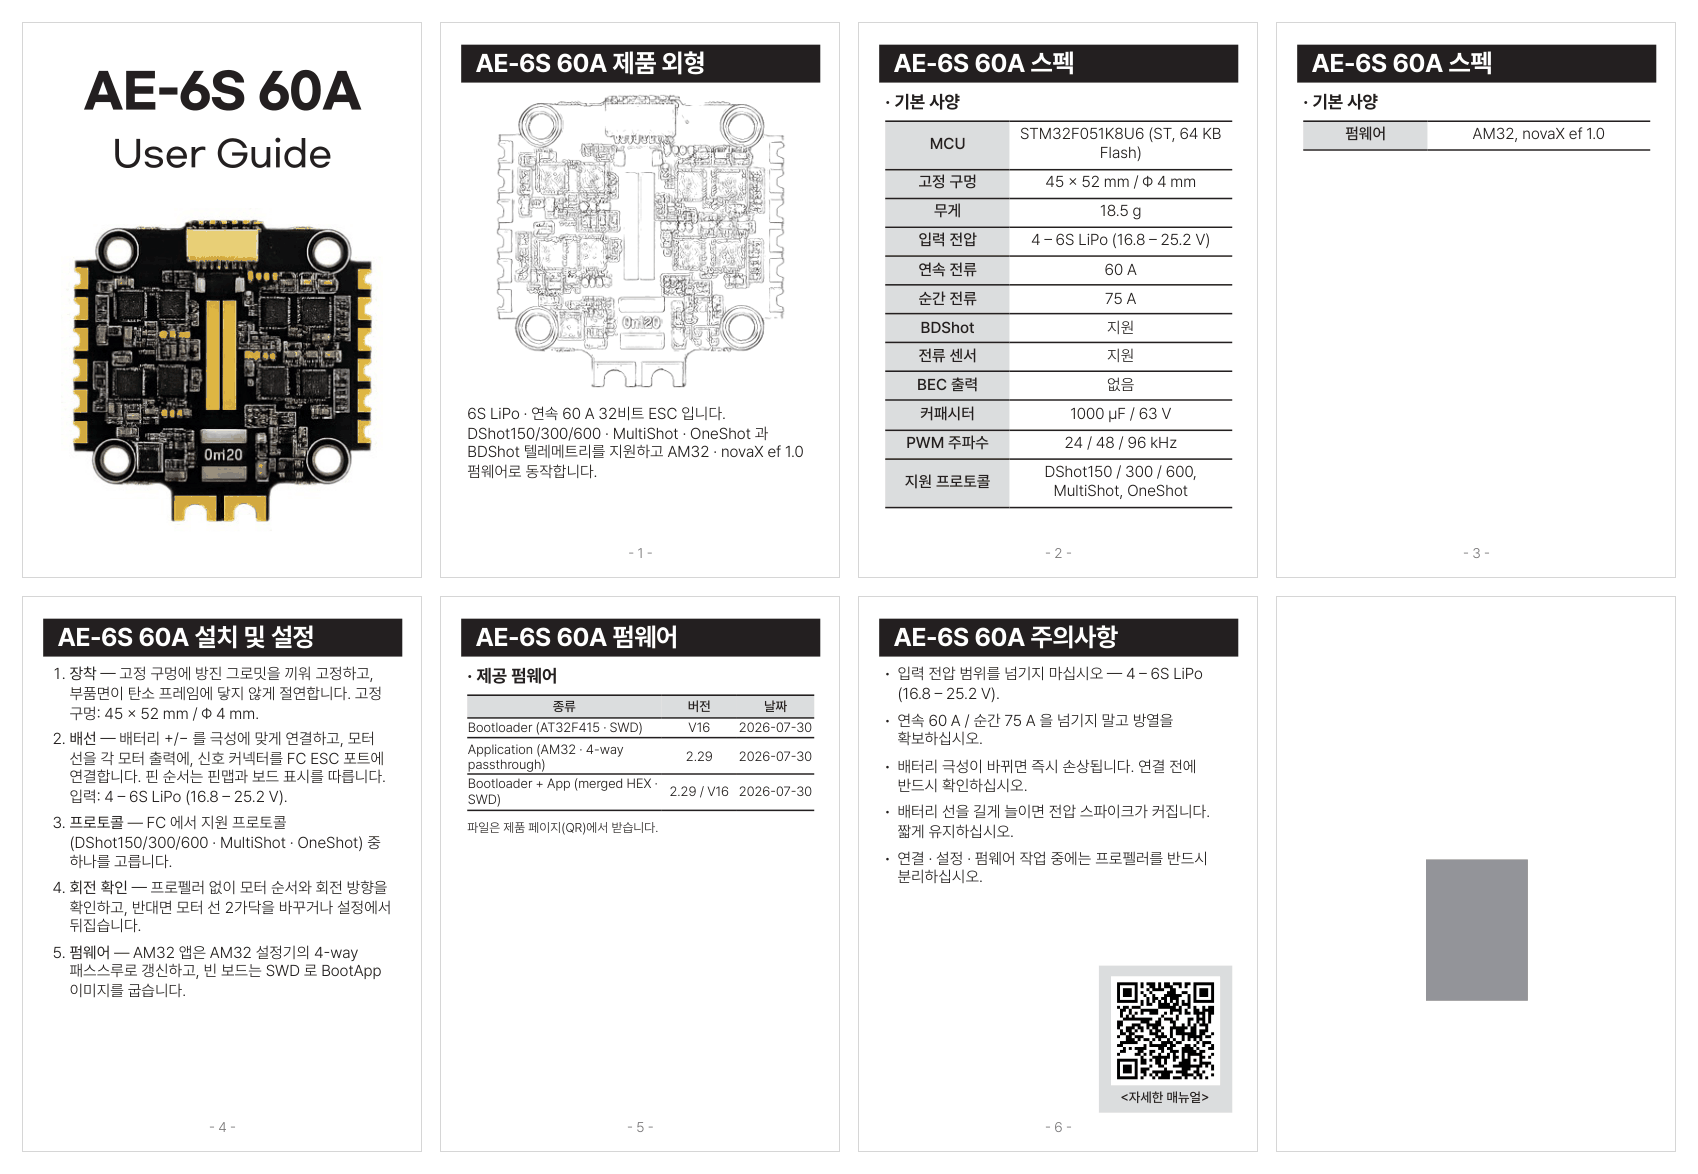 AE-6S 60A
User Guide
0m20
AE-6S 60A 제품 외형
0m20
6S LiPo · 연속 60 A 32비트 ESC 입니다.
DShot150/300/600 · MultiShot · OneShot 과
BDShot 텔레메트리를 지원하고 AM32 · novaX ef 1.0
펌웨어로 동작합니다.
- 1 -
AE-6S 60A 스펙
· 기본 사양
MCU STM32F051K8U6 (ST, 64 KB
Flash)
고정 구멍 45 × 52 mm / Φ 4 mm
무게 18.5 g
입력 전압 4 – 6S LiPo (16.8 – 25.2 V)
연속 전류 60 A
순간 전류 75 A
BDShot 지원
전류 센서 지원
BEC 출력 없음
커패시터 1000 µF / 63 V
PWM 주파수 24 / 48 / 96 kHz
지원 프로토콜 DShot150 / 300 / 600,
MultiShot, OneShot
- 2 -
AE-6S 60A 스펙
· 기본 사양
펌웨어 AM32, novaX ef 1.0
- 3 -
AE-6S 60A 설치 및 설정
1. 장착 — 고정 구멍에 방진 그로밋을 끼워 고정하고,
부품면이 탄소 프레임에 닿지 않게 절연합니다. 고정
구멍: 45 × 52 mm / Φ 4 mm.
2. 배선 — 배터리 +/− 를 극성에 맞게 연결하고, 모터
선을 각 모터 출력에, 신호 커넥터를 FC ESC 포트에
연결합니다. 핀 순서는 핀맵과 보드 표시를 따릅니다.
입력: 4 – 6S LiPo (16.8 – 25.2 V).
3. 프로토콜 — FC 에서 지원 프로토콜
(DShot150/300/600 · MultiShot · OneShot) 중
하나를 고릅니다.
4. 회전 확인 — 프로펠러 없이 모터 순서와 회전 방향을
확인하고, 반대면 모터 선 2가닥을 바꾸거나 설정에서
뒤집습니다.
5. 펌웨어 — AM32 앱은 AM32 설정기의 4-way
패스스루로 갱신하고, 빈 보드는 SWD 로 BootApp
이미지를 굽습니다.
- 4 -
AE-6S 60A 펌웨어
· 제공 펌웨어
종류 버전 날짜
Bootloader (AT32F415 · SWD) V16 2026-07-30
Application (AM32 · 4-way
passthrough) 2.29 2026-07-30
Bootloader + App (merged HEX ·
SWD) 2.29 / V16 2026-07-30
파일은 제품 페이지(QR)에서 받습니다.
- 5 -
AE-6S 60A 주의사항
· 입력 전압 범위를 넘기지 마십시오 — 4 – 6S LiPo
(16.8 – 25.2 V).
· 연속 60 A / 순간 75 A 을 넘기지 말고 방열을
확보하십시오.
· 배터리 극성이 바뀌면 즉시 손상됩니다. 연결 전에
반드시 확인하십시오.
· 배터리 선을 길게 늘이면 전압 스파이크가 커집니다.
짧게 유지하십시오.
· 연결 · 설정 · 펌웨어 작업 중에는 프로펠러를 반드시
분리하십시오.
<자세한 매뉴얼>
- 6 -